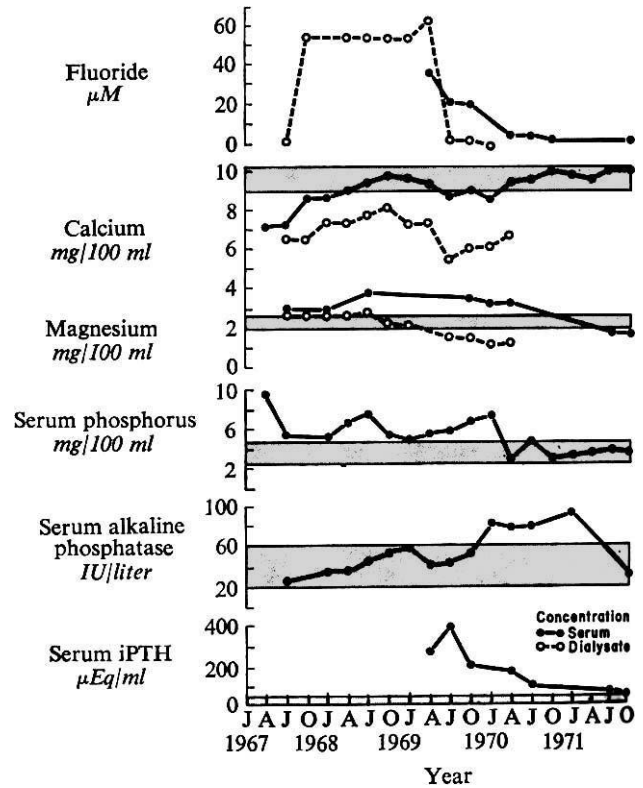 60
Fluoride
40
µM
20
0
10
8
Calcium
mg/100 ml
6
4
Magnesium
2
mg/100 ml
0
10
Serum phosphorus
6
mg/100 ml
2
100
Serum alkaline
phosphatase
60
IU/liter
20
Concentration
400
Serum
Serum iPTH
Dialysate
200
µEq/ml
0
J A J O J A J O J A J O J A J O J A J O
1967 1968 1969 1970 1971
Year